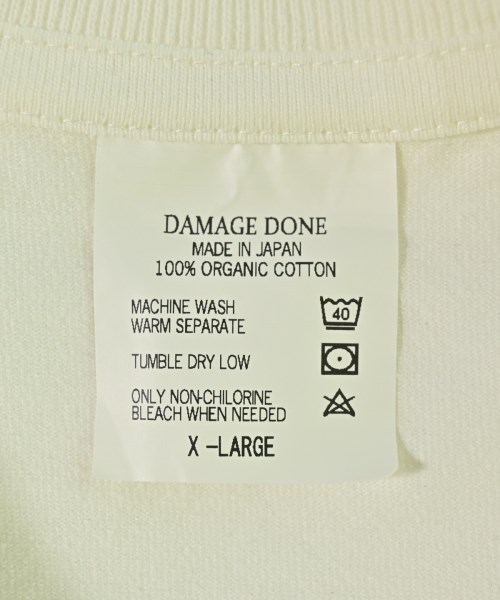 DAMAGE DONE
MADE IN JAPAN
100% ORGANIC COTTON
MACHINE WASH
WARM SEPARATE
40
TUMBLE DRY LOW
ONLY NON-CHILORINE
BLEACH WHEN NEEDED
X -LARGE